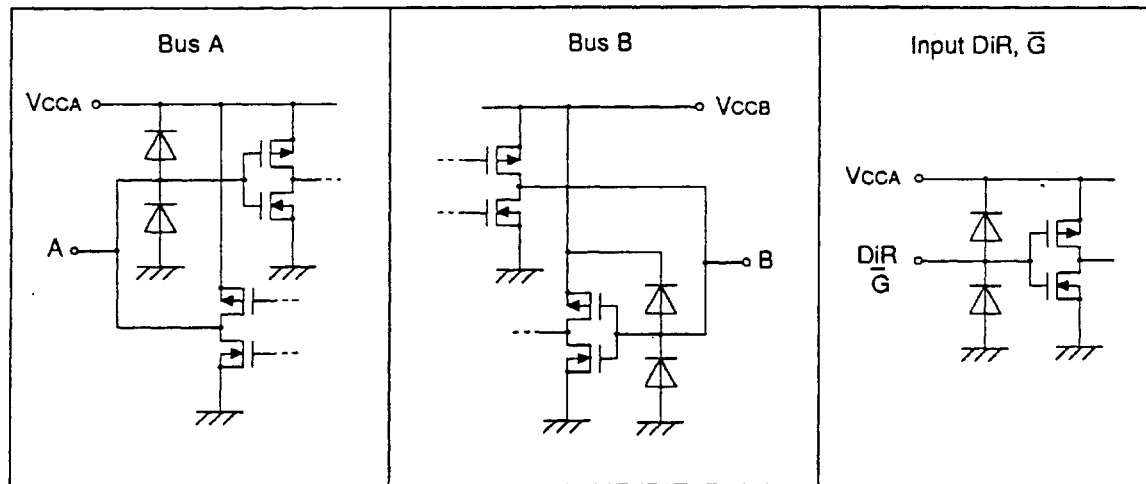 Bus A
Bus B
Input DiR, G̅
VCCA
VCCB
VCCA
A
B
DiR
G̅